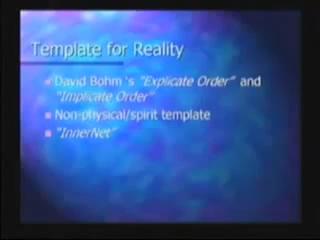 Template for Reality
David Bohm 's "Explicate Order" and
"Implicate Order"
Non-physical/spirit template
"InnerNet"